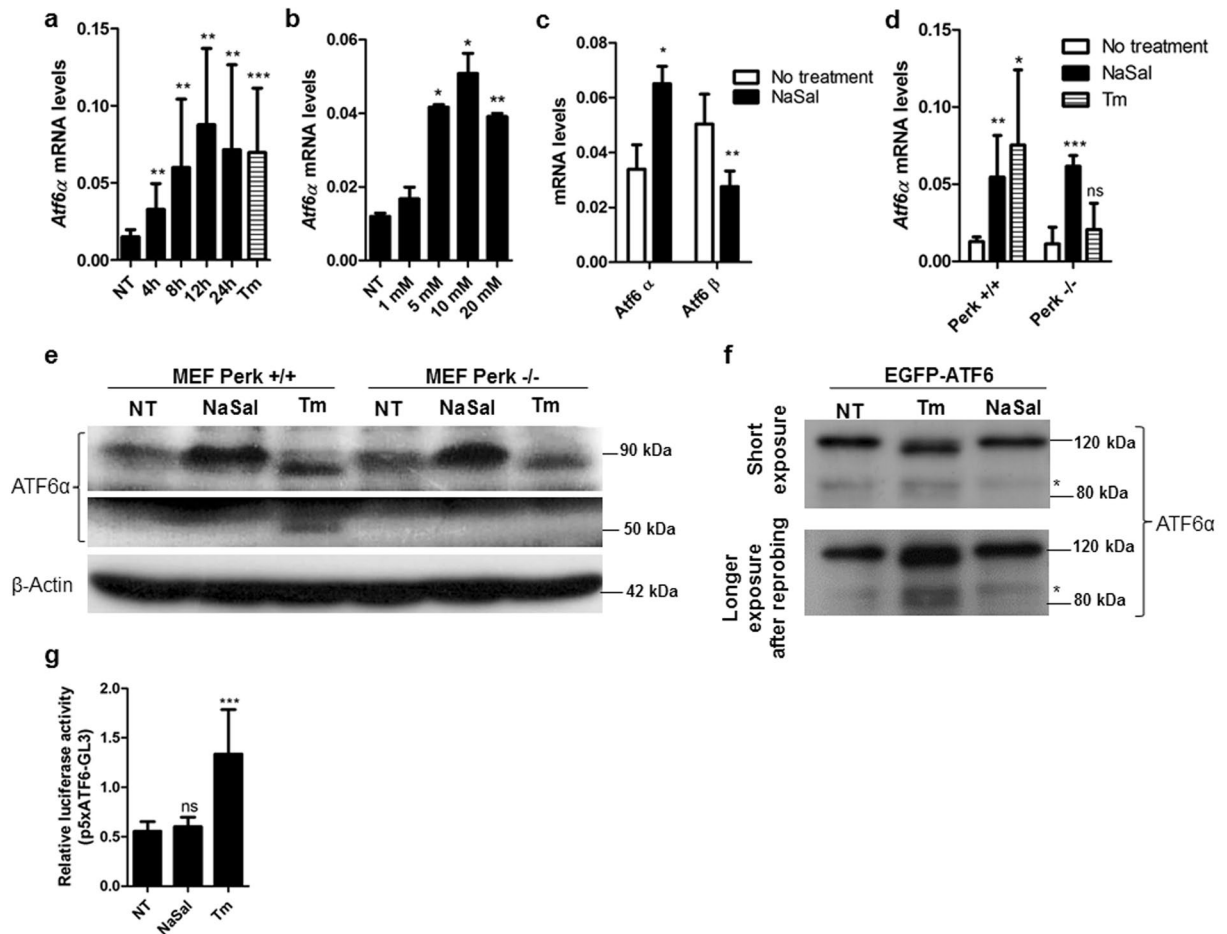 a
Atf6α mRNA levels
0.15
0.10
0.05
0.00
** ** ** ** ***
NT 4h 8h 12h 24h Tm
b
Atf6α mRNA levels
0.06
0.04
0.02
0.00
* * **
NT 1 mM 5 mM 10 mM 20 mM
c
mRNA levels
0.08
0.06
0.04
0.02
0.00
* **
No treatment
NaSal
Atf6 α Atf6 β
d
Atf6α mRNA levels
0.15
0.10
0.05
0.00
** * *** ns
No treatment
NaSal
Tm
Perk +/+ Perk -/-
e
MEF Perk +/+ MEF Perk -/-
NT NaSal Tm NT NaSal Tm
ATF6α
90 kDa
50 kDa
β-Actin
42 kDa
f
EGFP-ATF6
NT Tm NaSal
Short
exposure
120 kDa
*
80 kDa
Longer
exposure
after reprobing
120 kDa
*
80 kDa
ATF6α
g
Relative luciferase activity
(p5xATF6-GL3)
2.0
1.5
1.0
0.5
0.0
ns ***
NT NaSal Tm